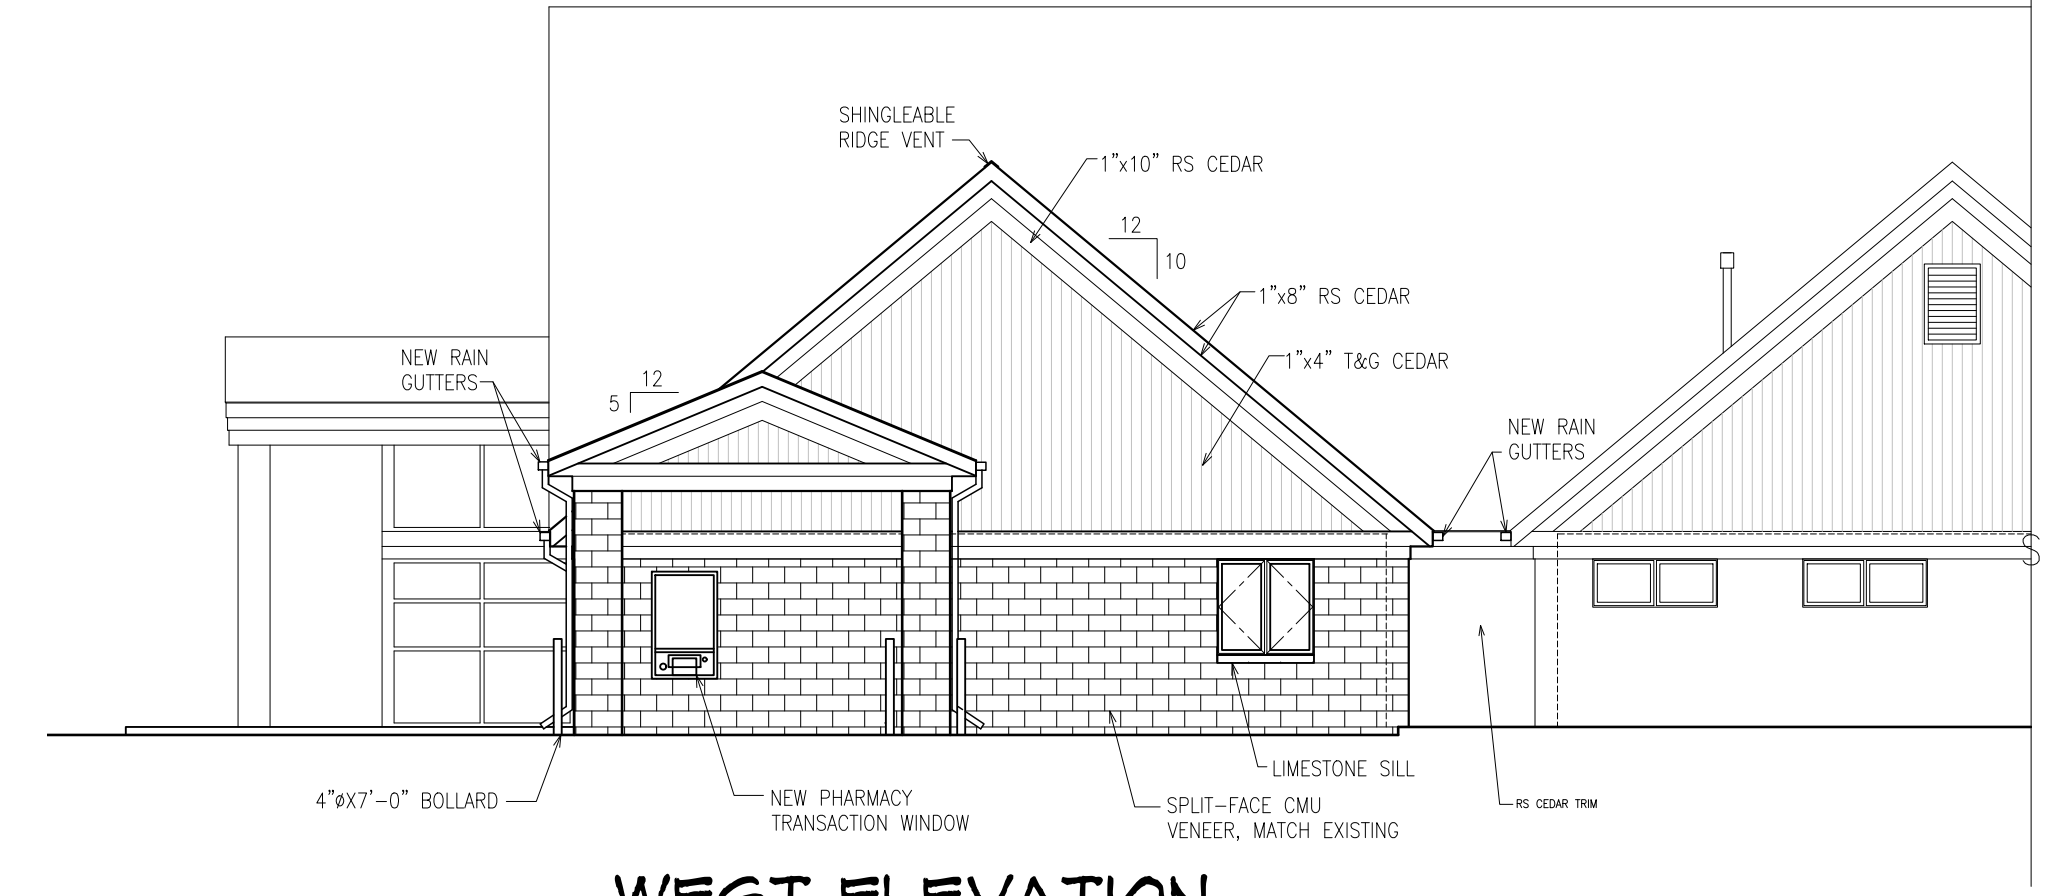 SHINGLEABLE
RIDGE VENT
1"x10" RS CEDAR
12
10
1"x8" RS CEDAR
NEW RAIN
GUTTERS
12
5
1"x4" T&G CEDAR
NEW RAIN
GUTTERS
S
LIMESTONE SILL
4"øX7'-0" BOLLARD
NEW PHARMACY
TRANSACTION WINDOW
SPLIT-FACE CMU
VENEER, MATCH EXISTING
RS CEDAR TRIM
WEST ELEVATION